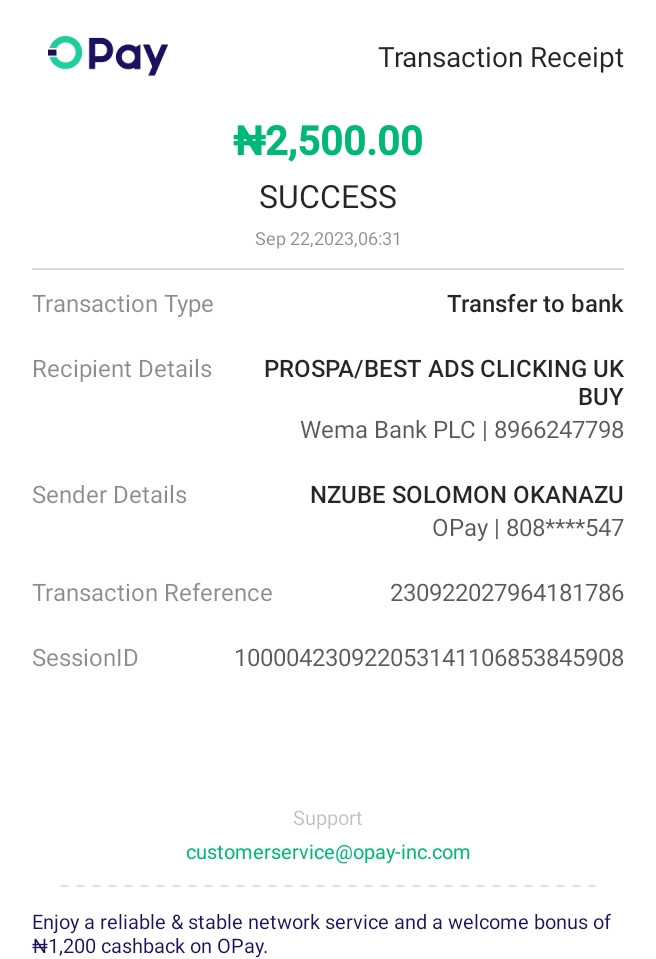 OPay
Transaction Receipt
₦2,500.00
SUCCESS
Sep 22,2023,06:31
Transaction Type Transfer to bank
Recipient Details PROSPA/BEST ADS CLICKING UK
BUY
Wema Bank PLC | 8966247798
Sender Details NZUBE SOLOMON OKANAZU
OPay | 808****547
Transaction Reference 230922027964181786
SessionID 100004230922053141106853845908
Support
customerservice@opay-inc.com
Enjoy a reliable & stable network service and a welcome bonus of
₦1,200 cashback on OPay.